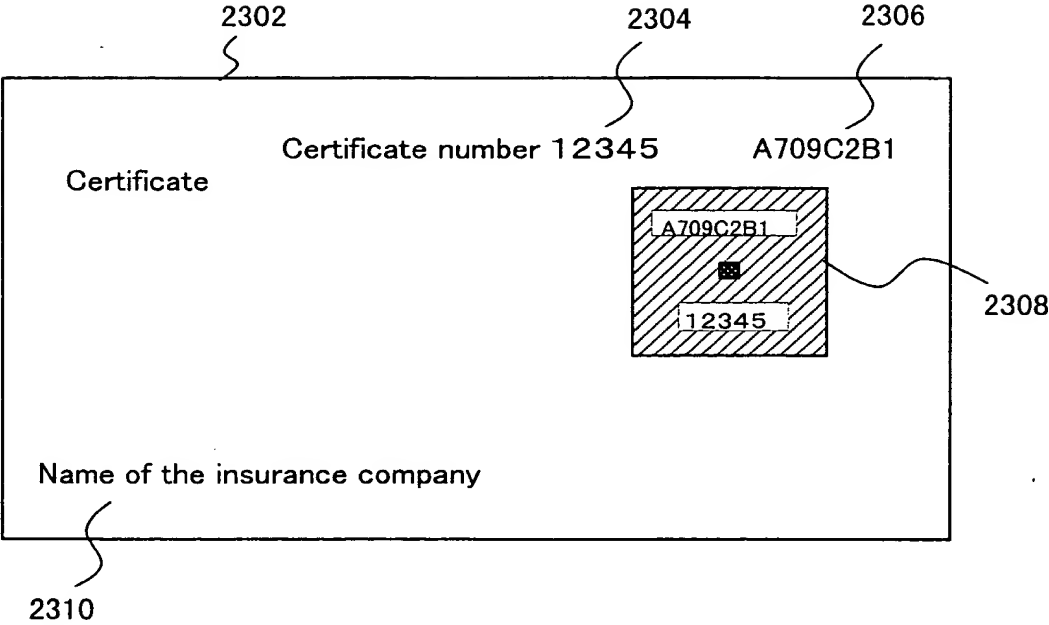 2302
2304
2306
Certificate number 12345
A709C2B1
Certificate
A709C2B1
12345
2308
Name of the insurance company
2310